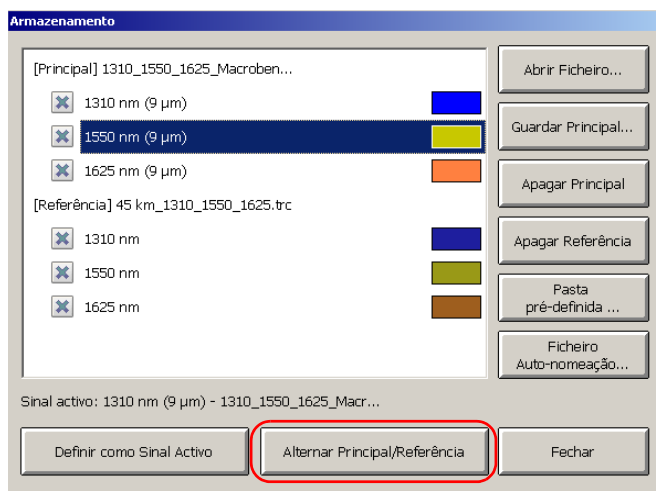 Armazenamento
[Principal] 1310_1550_1625_Macroben...
1310 nm (9 µm)
1550 nm (9 µm)
1625 nm (9 µm)
[Referência] 45 km_1310_1550_1625.trc
1310 nm
1550 nm
1625 nm
Abrir Ficheiro...
Guardar Principal...
Apagar Principal
Apagar Referência
Pasta
pré-definida ...
Ficheiro
Auto-nomeação...
Sinal activo: 1310 nm (9 µm) - 1310_1550_1625_Macr...
Definir como Sinal Activo
Alternar Principal/Referência
Fechar